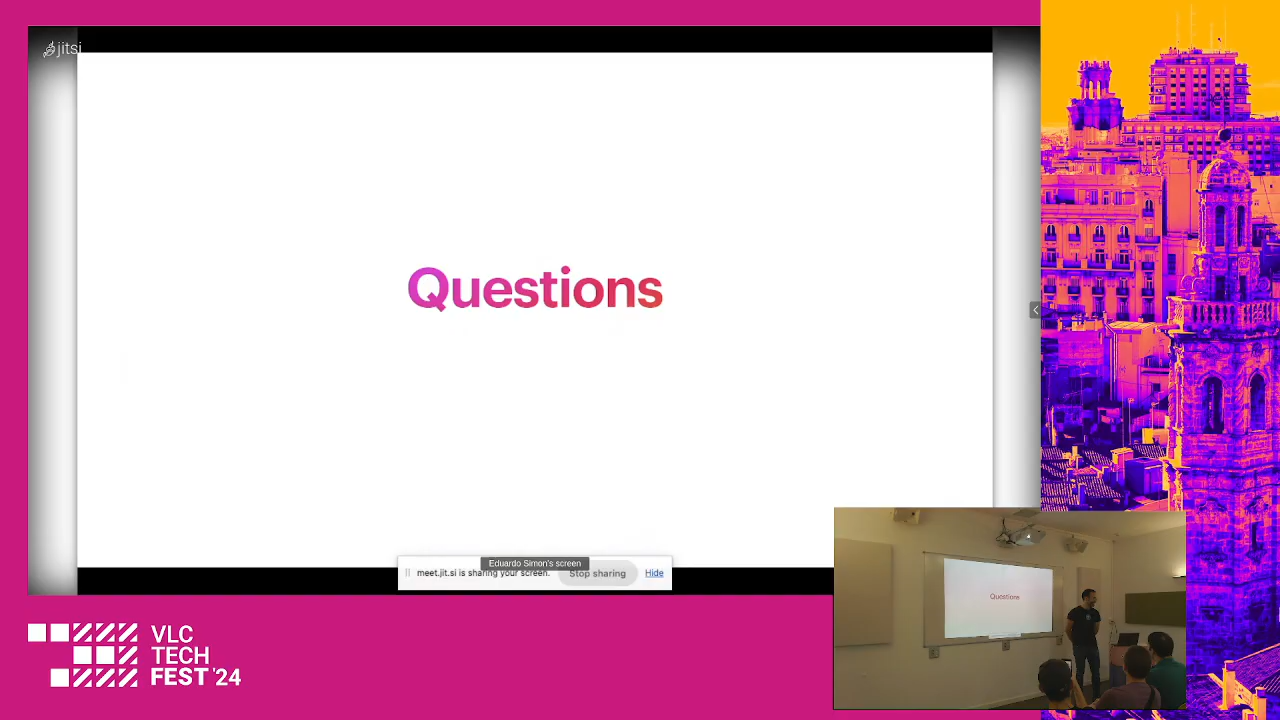 jitsi
Questions
Eduardo Simon's screen
meet.jit.si is sharing your screen.
Stop sharing
Hide
Questions
VLC
TECH
FEST '24